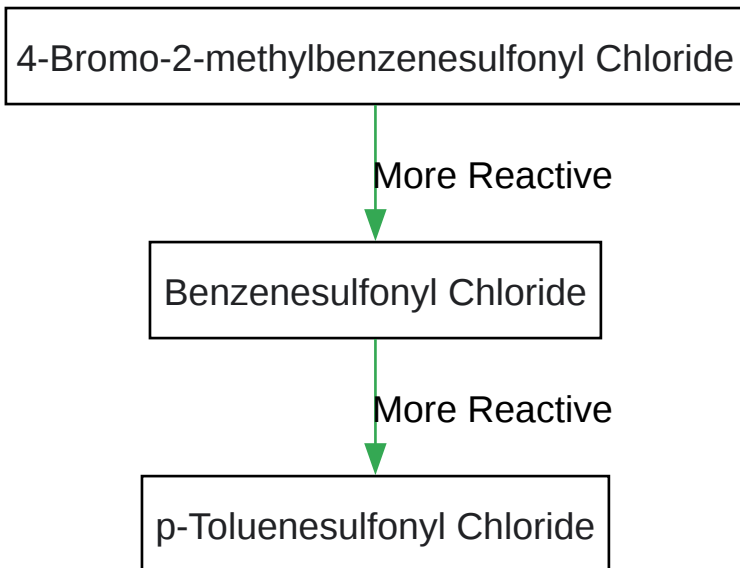 4-Bromo-2-methylbenzenesulfonyl Chloride
More Reactive
Benzenesulfonyl Chloride
More Reactive
p-Toluenesulfonyl Chloride